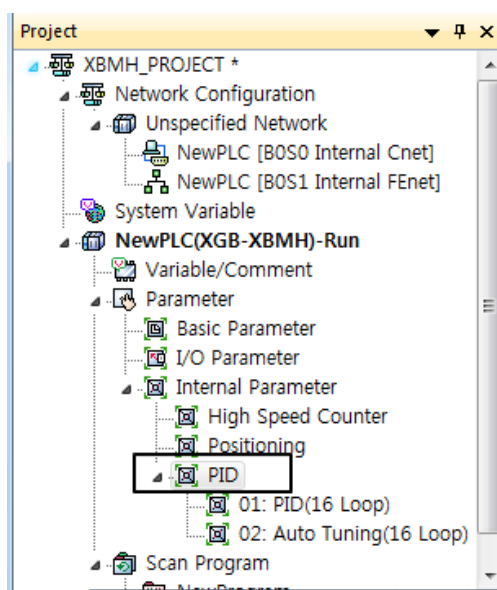 Project
XBMH_PROJECT *
Network Configuration
Unspecified Network
NewPLC [B0S0 Internal Cnet]
NewPLC [B0S1 Internal FEnet]
System Variable
NewPLC(XGB-XBMH)-Run
Variable/Comment
Parameter
Basic Parameter
I/O Parameter
Internal Parameter
High Speed Counter
Positioning
PID
01: PID(16 Loop)
02: Auto Tuning(16 Loop)
Scan Program
NewProgram